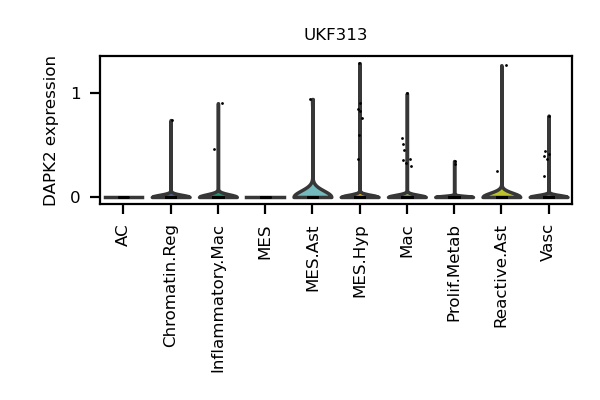 UKF313
DAPK2 expression
1
0
AC
Chromatin.Reg
Inflammatory.Mac
MES
MES.Ast
MES.Hyp
Mac
Prolif.Metab
Reactive.Ast
Vasc